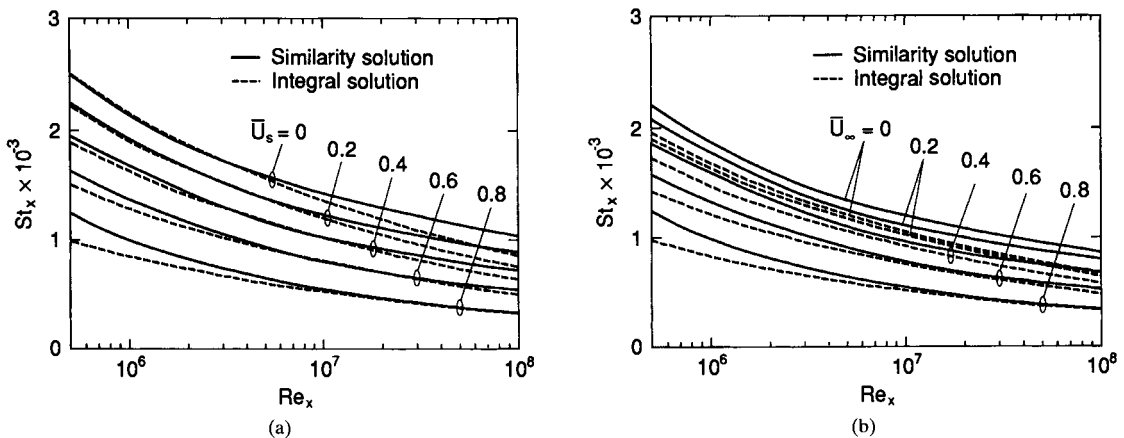 3
2
1
0
St_x × 10^-3
Similarity solution
Integral solution
U̅_s = 0
0.2
0.4
0.6
0.8
10^6
10^7
10^8
Re_x
(a)
3
2
1
0
St_x × 10^-3
Similarity solution
Integral solution
U̅_∞ = 0
0.2
0.4
0.6
0.8
10^6
10^7
10^8
Re_x
(b)